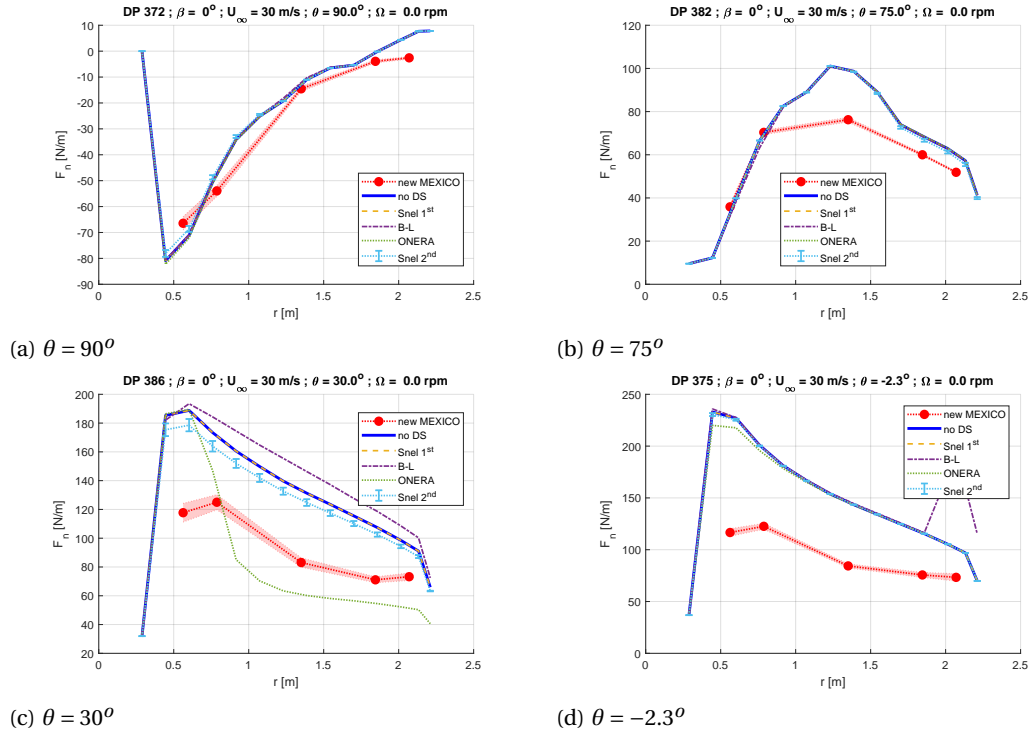 DP 372 ; β = 0° ; U∞ = 30 m/s ; θ = 90.0° ; Ω = 0.0 rpm
10
0
-10
-20
-30
-40
-50
-60
-70
-80
-90
Fn [N/m]
new MEXICO
no DS
Snel 1st
B-L
ONERA
Snel 2nd
0 0.5 1 1.5 2 2.5
r [m]
(a) θ = 90°
DP 382 ; β = 0° ; U∞ = 30 m/s ; θ = 75.0° ; Ω = 0.0 rpm
120
100
80
60
40
20
0
Fn [N/m]
new MEXICO
no DS
Snel 1st
B-L
ONERA
Snel 2nd
0 0.5 1 1.5 2 2.5
r [m]
(b) θ = 75°
DP 386 ; β = 0° ; U∞ = 30 m/s ; θ = 30.0° ; Ω = 0.0 rpm
200
180
160
140
120
100
80
60
40
20
Fn [N/m]
new MEXICO
no DS
Snel 1st
B-L
ONERA
Snel 2nd
0 0.5 1 1.5 2 2.5
r [m]
(c) θ = 30°
DP 375 ; β = 0° ; U∞ = 30 m/s ; θ = -2.3° ; Ω = 0.0 rpm
250
200
150
100
50
0
Fn [N/m]
new MEXICO
no DS
Snel 1st
B-L
ONERA
Snel 2nd
0 0.5 1 1.5 2 2.5
r [m]
(d) θ = −2.3°